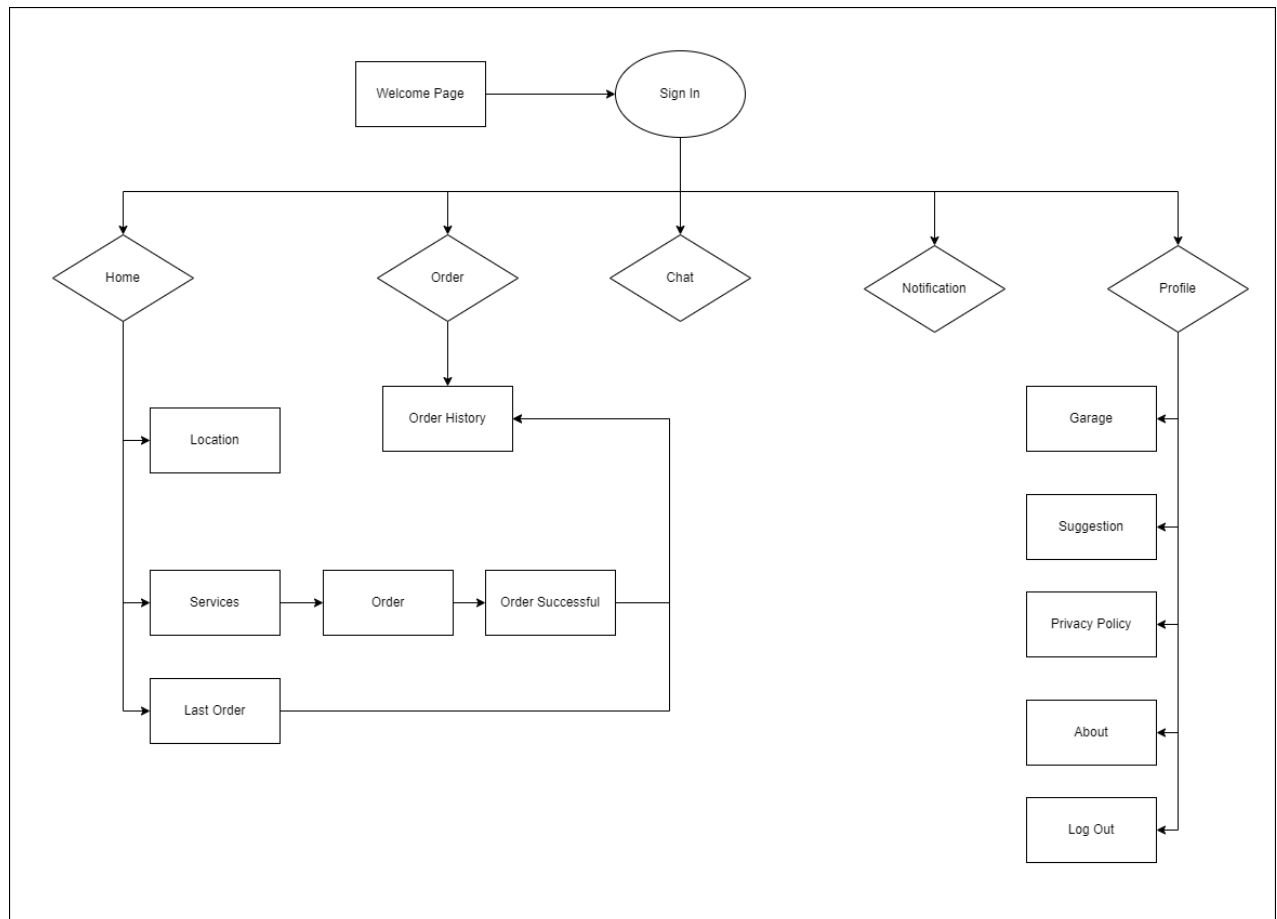 Welcome Page
Sign In
Home
Order
Chat
Notification
Profile
Location
Order History
Garage
Suggestion
Services
Order
Order Successful
Privacy Policy
Last Order
About
Log Out